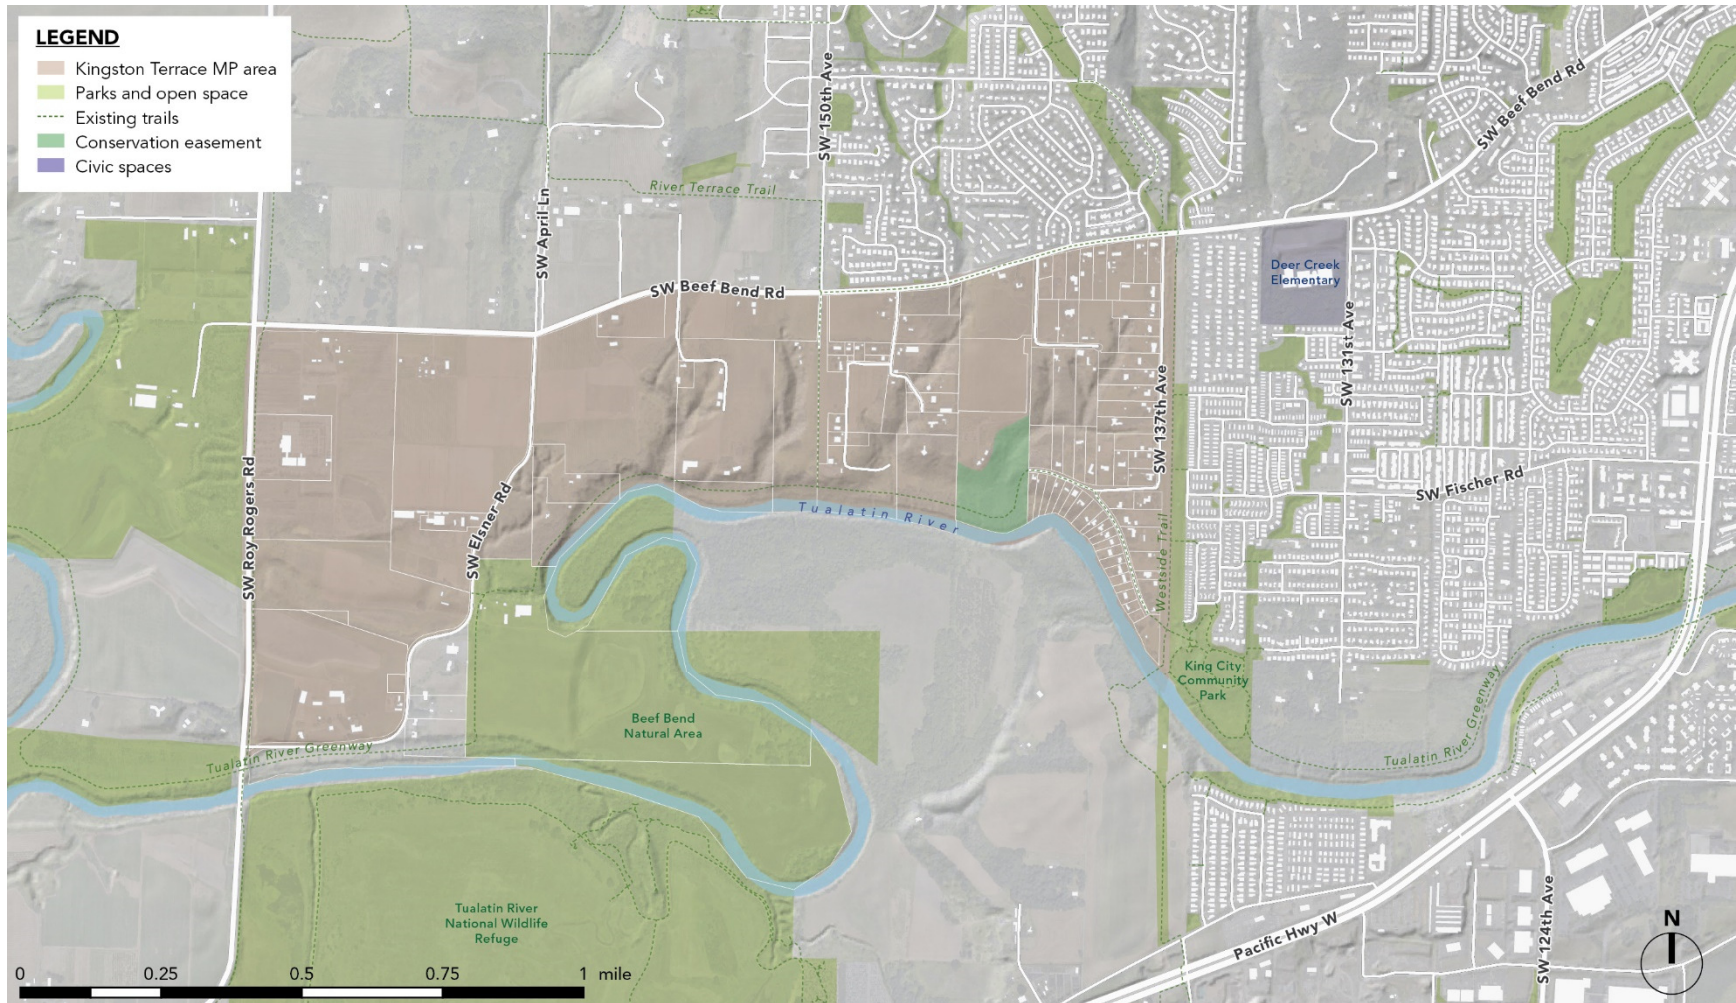 LEGEND
Kingston Terrace MP area
Parks and open space
Existing trails
Conservation easement
Civic spaces
SW 150th Ave
SW Beef Bend Rd
River Terrace Trail
SW April Ln
Deer Creek
Elementary
SW Beef Bend Rd
SW 131st Ave
SW 137th Ave
SW Roy Rogers Rd
SW Elsner Rd
Tualatin River
SW Fischer Rd
Westside Trail
King City
Community
Park
Beef Bend
Natural Area
Tualatin River Greenway
Tualatin River Greenway
Tualatin River
National Wildlife
Refuge
Pacific Hwy W
SW 124th Ave
N
0 0.25 0.5 0.75 1 mile